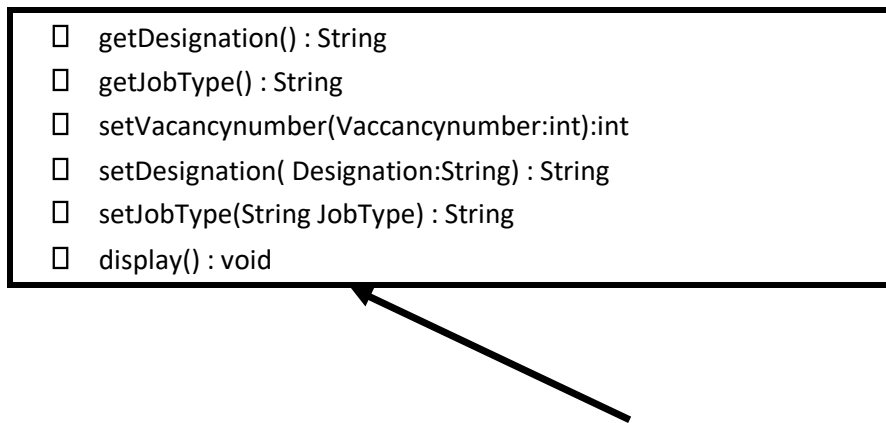 getDesignation() : String
getJobType() : String
setVacancynumber(Vaccancynumber:int):int
setDesignation( Designation:String) : String
setJobType(String JobType) : String
display() : void